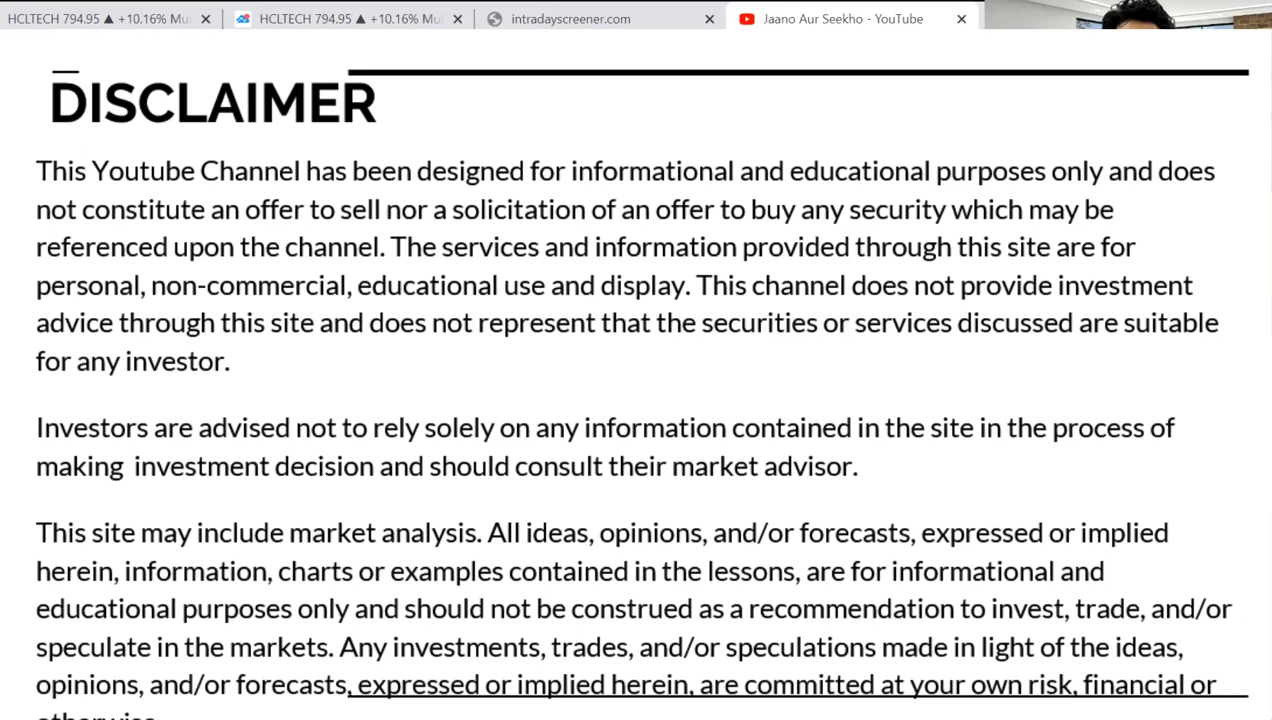 HCLTECH 794.95 ▲ +10.16% Mu
HCLTECH 794.95 ▲ +10.16% Mu
intradayscreener.com
Jaano Aur Seekho - YouTube
DISCLAIMER
This Youtube Channel has been designed for informational and educational purposes only and does
not constitute an offer to sell nor a solicitation of an offer to buy any security which may be
referenced upon the channel. The services and information provided through this site are for
personal, non-commercial, educational use and display. This channel does not provide investment
advice through this site and does not represent that the securities or services discussed are suitable
for any investor.
Investors are advised not to rely solely on any information contained in the site in the process of
making investment decision and should consult their market advisor.
This site may include market analysis. All ideas, opinions, and/or forecasts, expressed or implied
herein, information, charts or examples contained in the lessons, are for informational and
educational purposes only and should not be construed as a recommendation to invest, trade, and/or
speculate in the markets. Any investments, trades, and/or speculations made in light of the ideas,
opinions, and/or forecasts, expressed or implied herein, are committed at your own risk, financial or